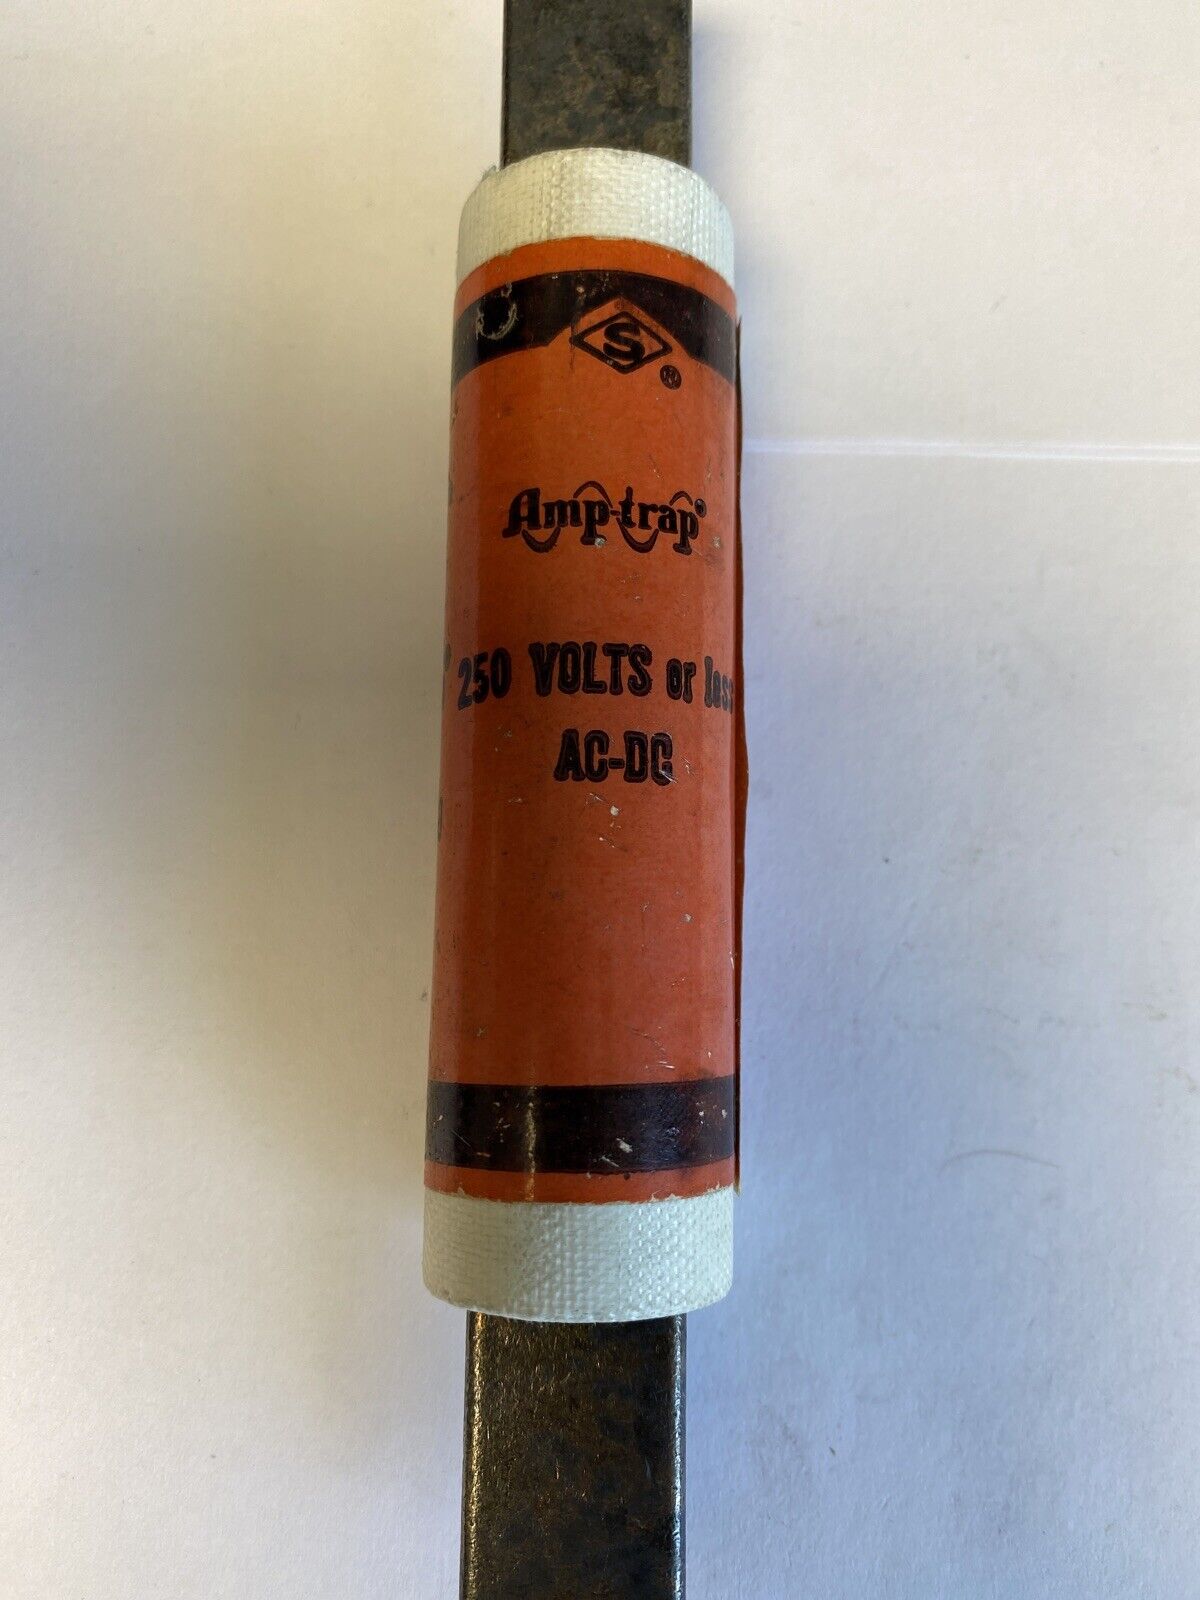 S
®
Amp-trap®
250 VOLTS or less
AC-DC